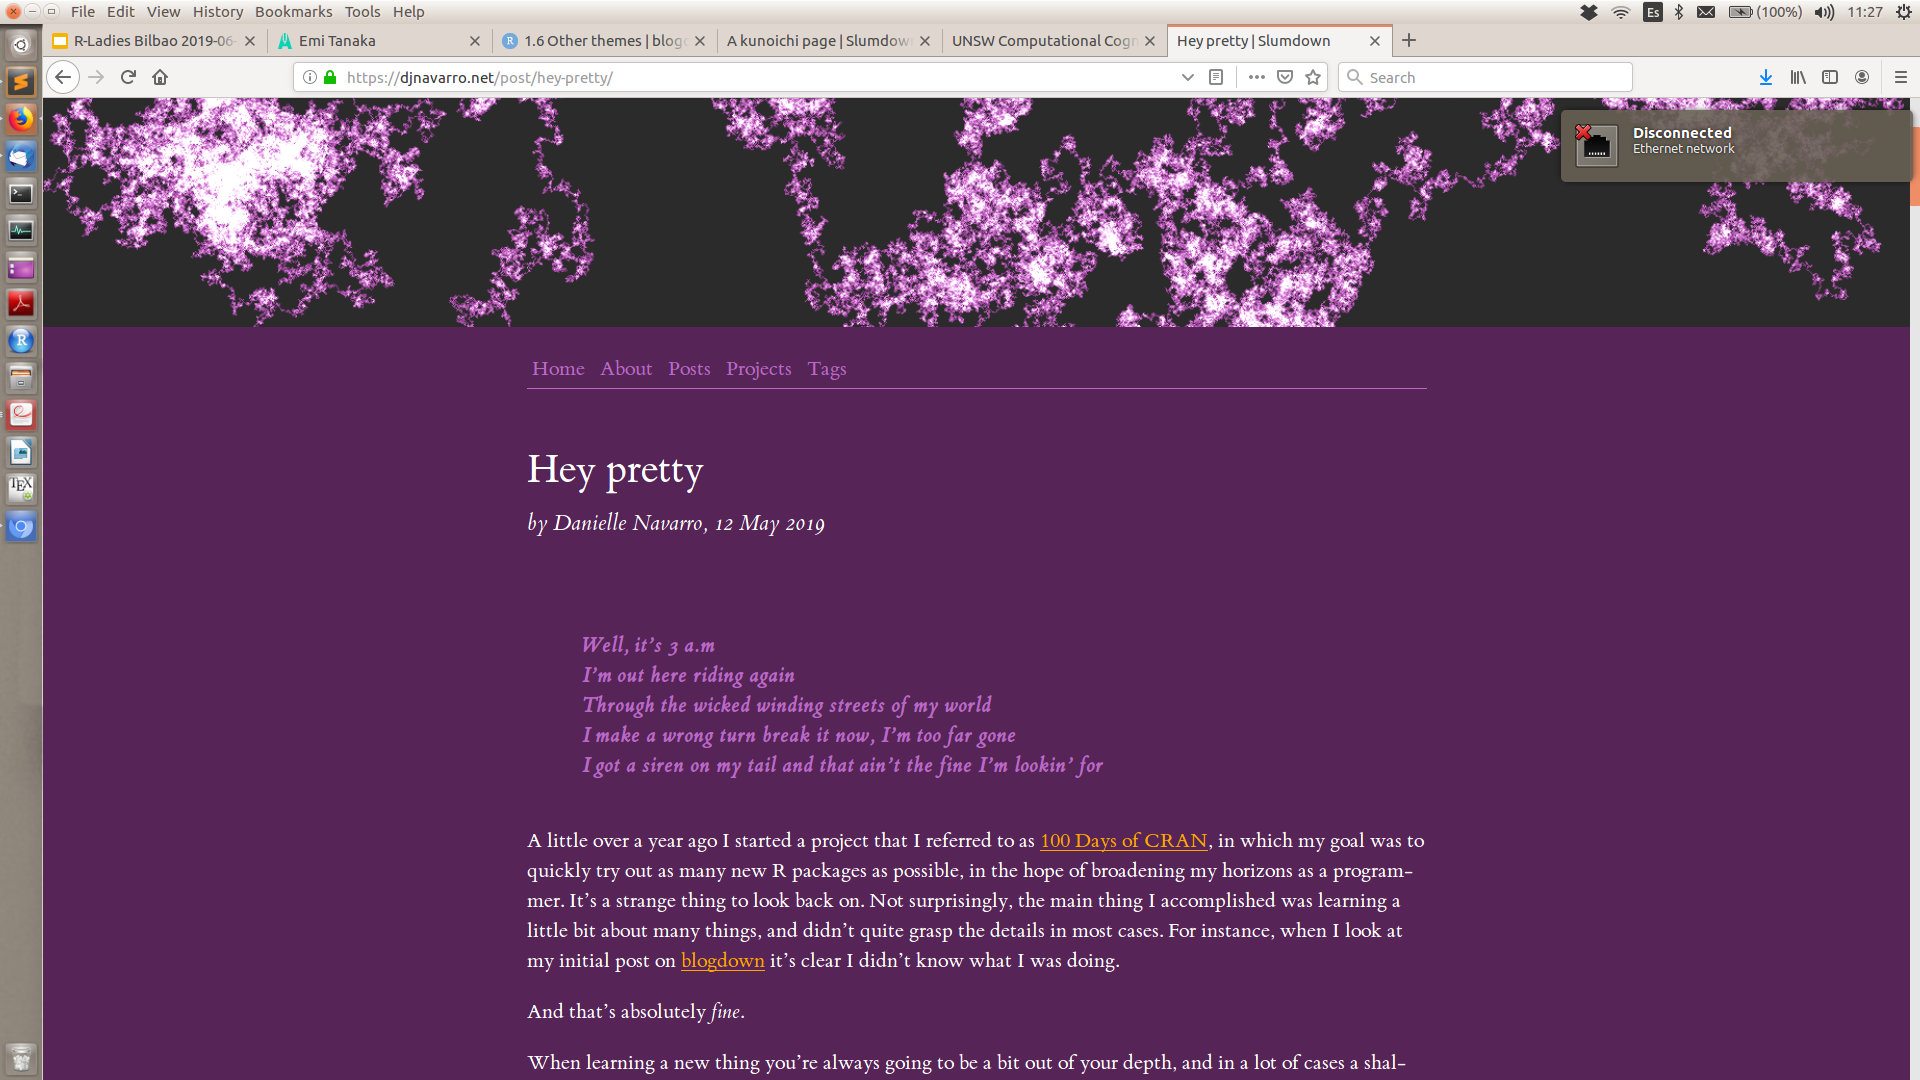 File Edit View History Bookmarks Tools Help
Es (100%) 11:27
R-Ladies Bilbao 2019-06-
Emi Tanaka
1.6 Other themes | blogd
A kunoichi page | Slumdow
UNSW Computational Cogn
Hey pretty | Slumdown
https://djnavarro.net/post/hey-pretty/
Search
Disconnected
Ethernet network
Home About Posts Projects Tags
Hey pretty
by Danielle Navarro, 12 May 2019
Well, it’s 3 a.m
I’m out here riding again
Through the wicked winding streets of my world
I make a wrong turn break it now, I’m too far gone
I got a siren on my tail and that ain’t the fine I’m lookin’ for
A little over a year ago I started a project that I referred to as 100 Days of CRAN, in which my goal was to
quickly try out as many new R packages as possible, in the hope of broadening my horizons as a program-
mer. It’s a strange thing to look back on. Not surprisingly, the main thing I accomplished was learning a
little bit about many things, and didn’t quite grasp the details in most cases. For instance, when I look at
my initial post on blogdown it’s clear I didn’t know what I was doing.
And that’s absolutely fine.
When learning a new thing you’re always going to be a bit out of your depth, and in a lot of cases a shal-